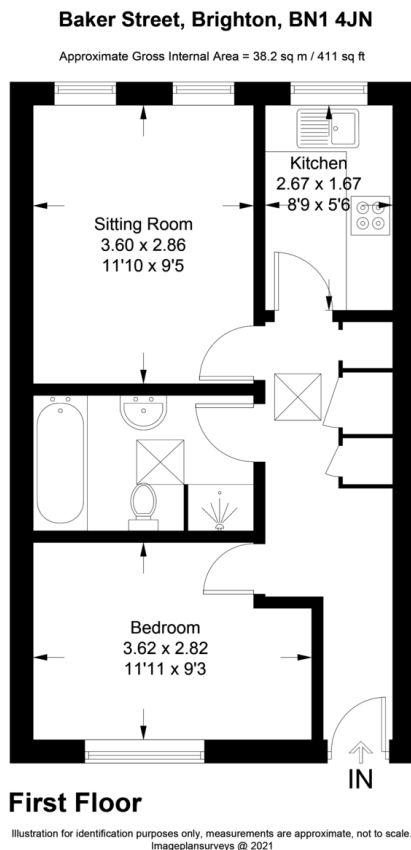 Baker Street, Brighton, BN1 4JN
Approximate Gross Internal Area = 38.2 sq m / 411 sq ft
Kitchen
2.67 x 1.67
8'9 x 5'6
Sitting Room
3.60 x 2.86
11'10 x 9'5
Bedroom
3.62 x 2.82
11'11 x 9'3
IN
First Floor
Illustration for identification purposes only, measurements are approximate, not to scale.
Imageplansurveys @ 2021